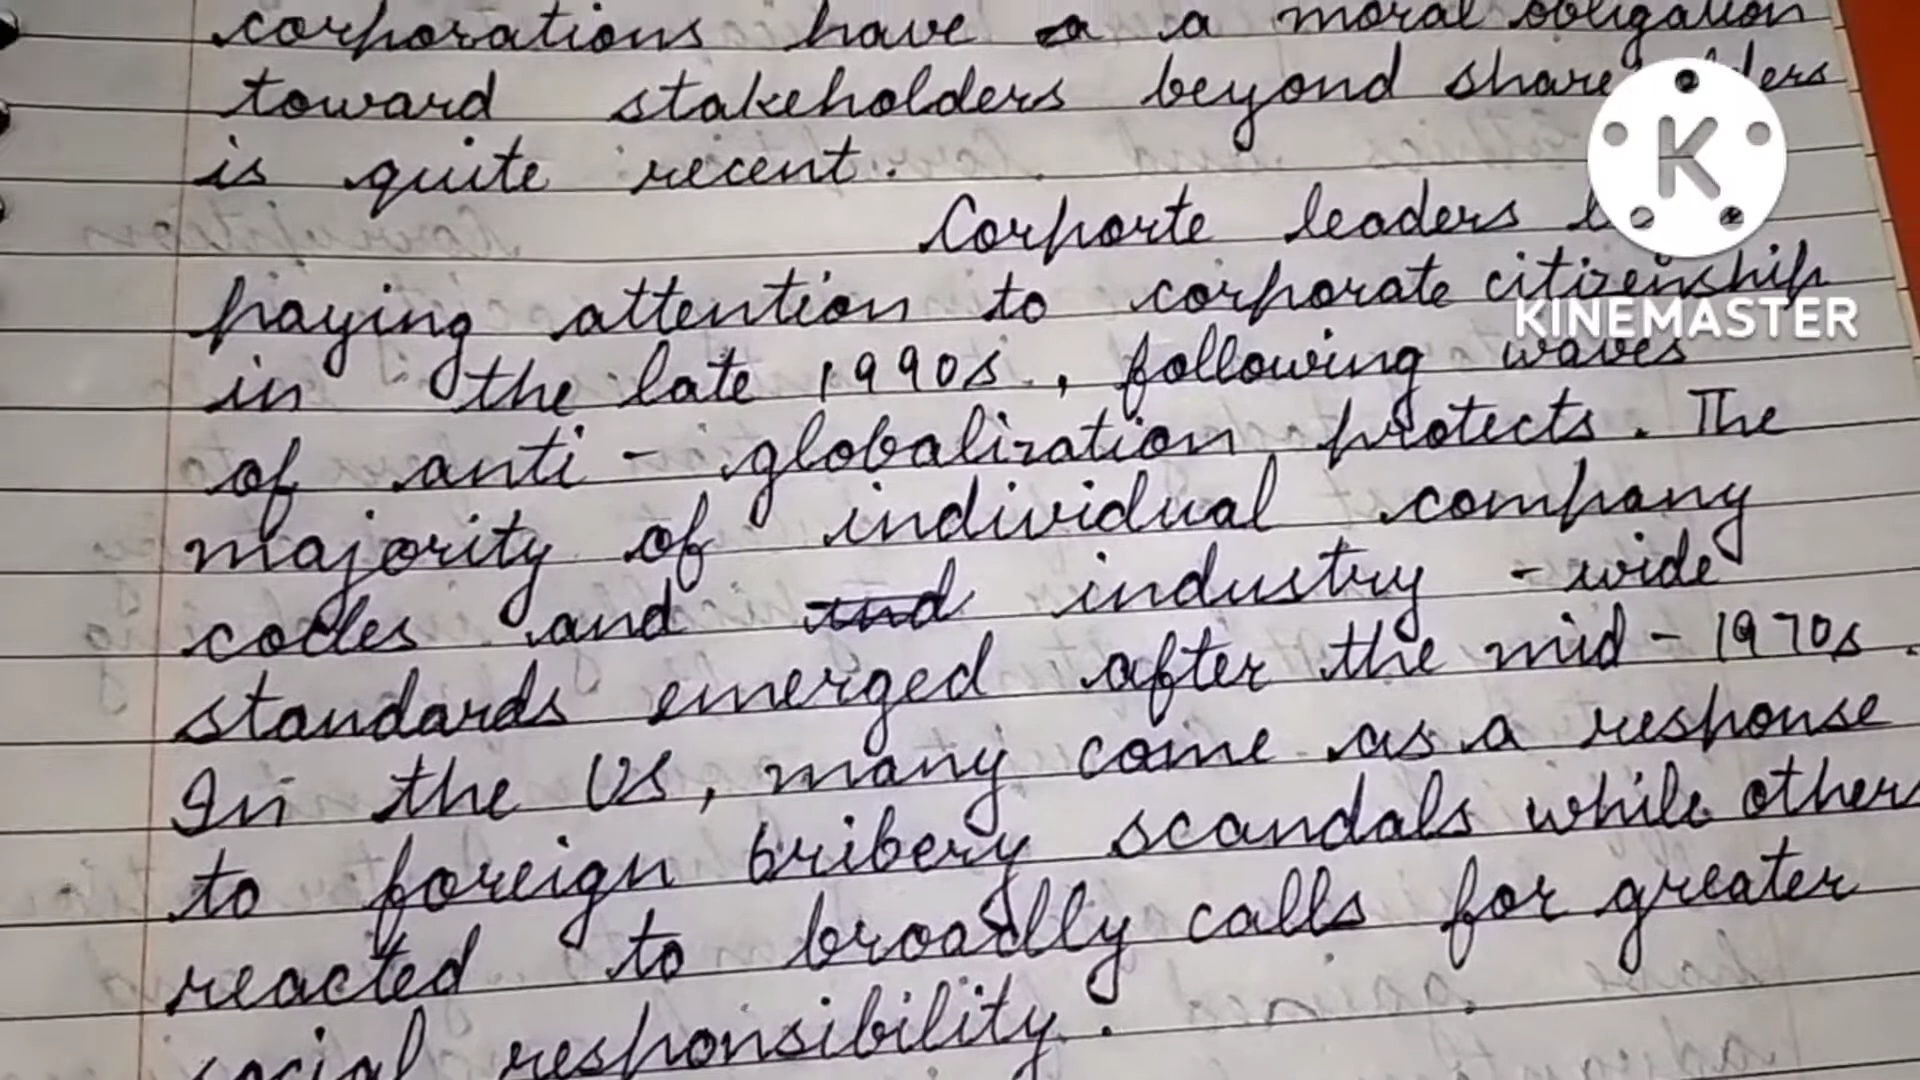 corporations have a a moral obligation
toward stakeholders beyond
is quite recent.
Corporte leaders
paying attention to corporate citizenship
KINEMASTER
in the late 1990s, following waves
of anti - globalization protects. The
majority of individual company
codes and and industry - wide
standards emerged after the mid - 1970s.
In the US, many come as a response
to foreign bribery scandals while others
reacted to broadly calls for greater
social responsibility.